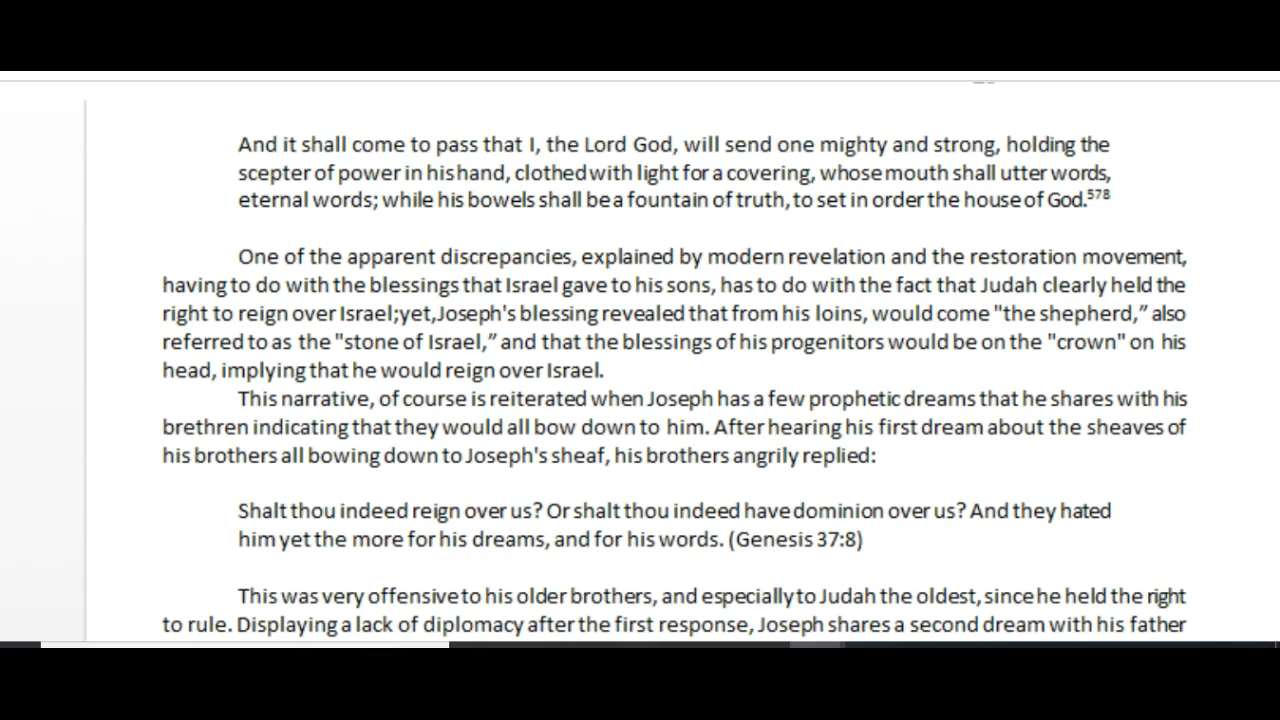 And it shall come to pass that I, the Lord God, will send one mighty and strong, holding the
scepter of power in his hand, clothed with light for a covering, whose mouth shall utter words,
eternal words; while his bowels shall be a fountain of truth, to set in order the house of God.578
One of the apparent discrepancies, explained by modern revelation and the restoration movement,
having to do with the blessings that Israel gave to his sons, has to do with the fact that Judah clearly held the
right to reign over Israel;yet,Joseph's blessing revealed that from his loins, would come "the shepherd,” also
referred to as the "stone of Israel,” and that the blessings of his progenitors would be on the "crown" on his
head, implying that he would reign over Israel.
This narrative, of course is reiterated when Joseph has a few prophetic dreams that he shares with his
brethren indicating that they would all bow down to him. After hearing his first dream about the sheaves of
his brothers all bowing down to Joseph's sheaf, his brothers angrily replied:
Shalt thou indeed reign over us? Or shalt thou indeed have dominion over us? And they hated
him yet the more for his dreams, and for his words. (Genesis 37:8)
This was very offensive to his older brothers, and especially to Judah the oldest, since he held the right
to rule. Displaying a lack of diplomacy after the first response, Joseph shares a second dream with his father